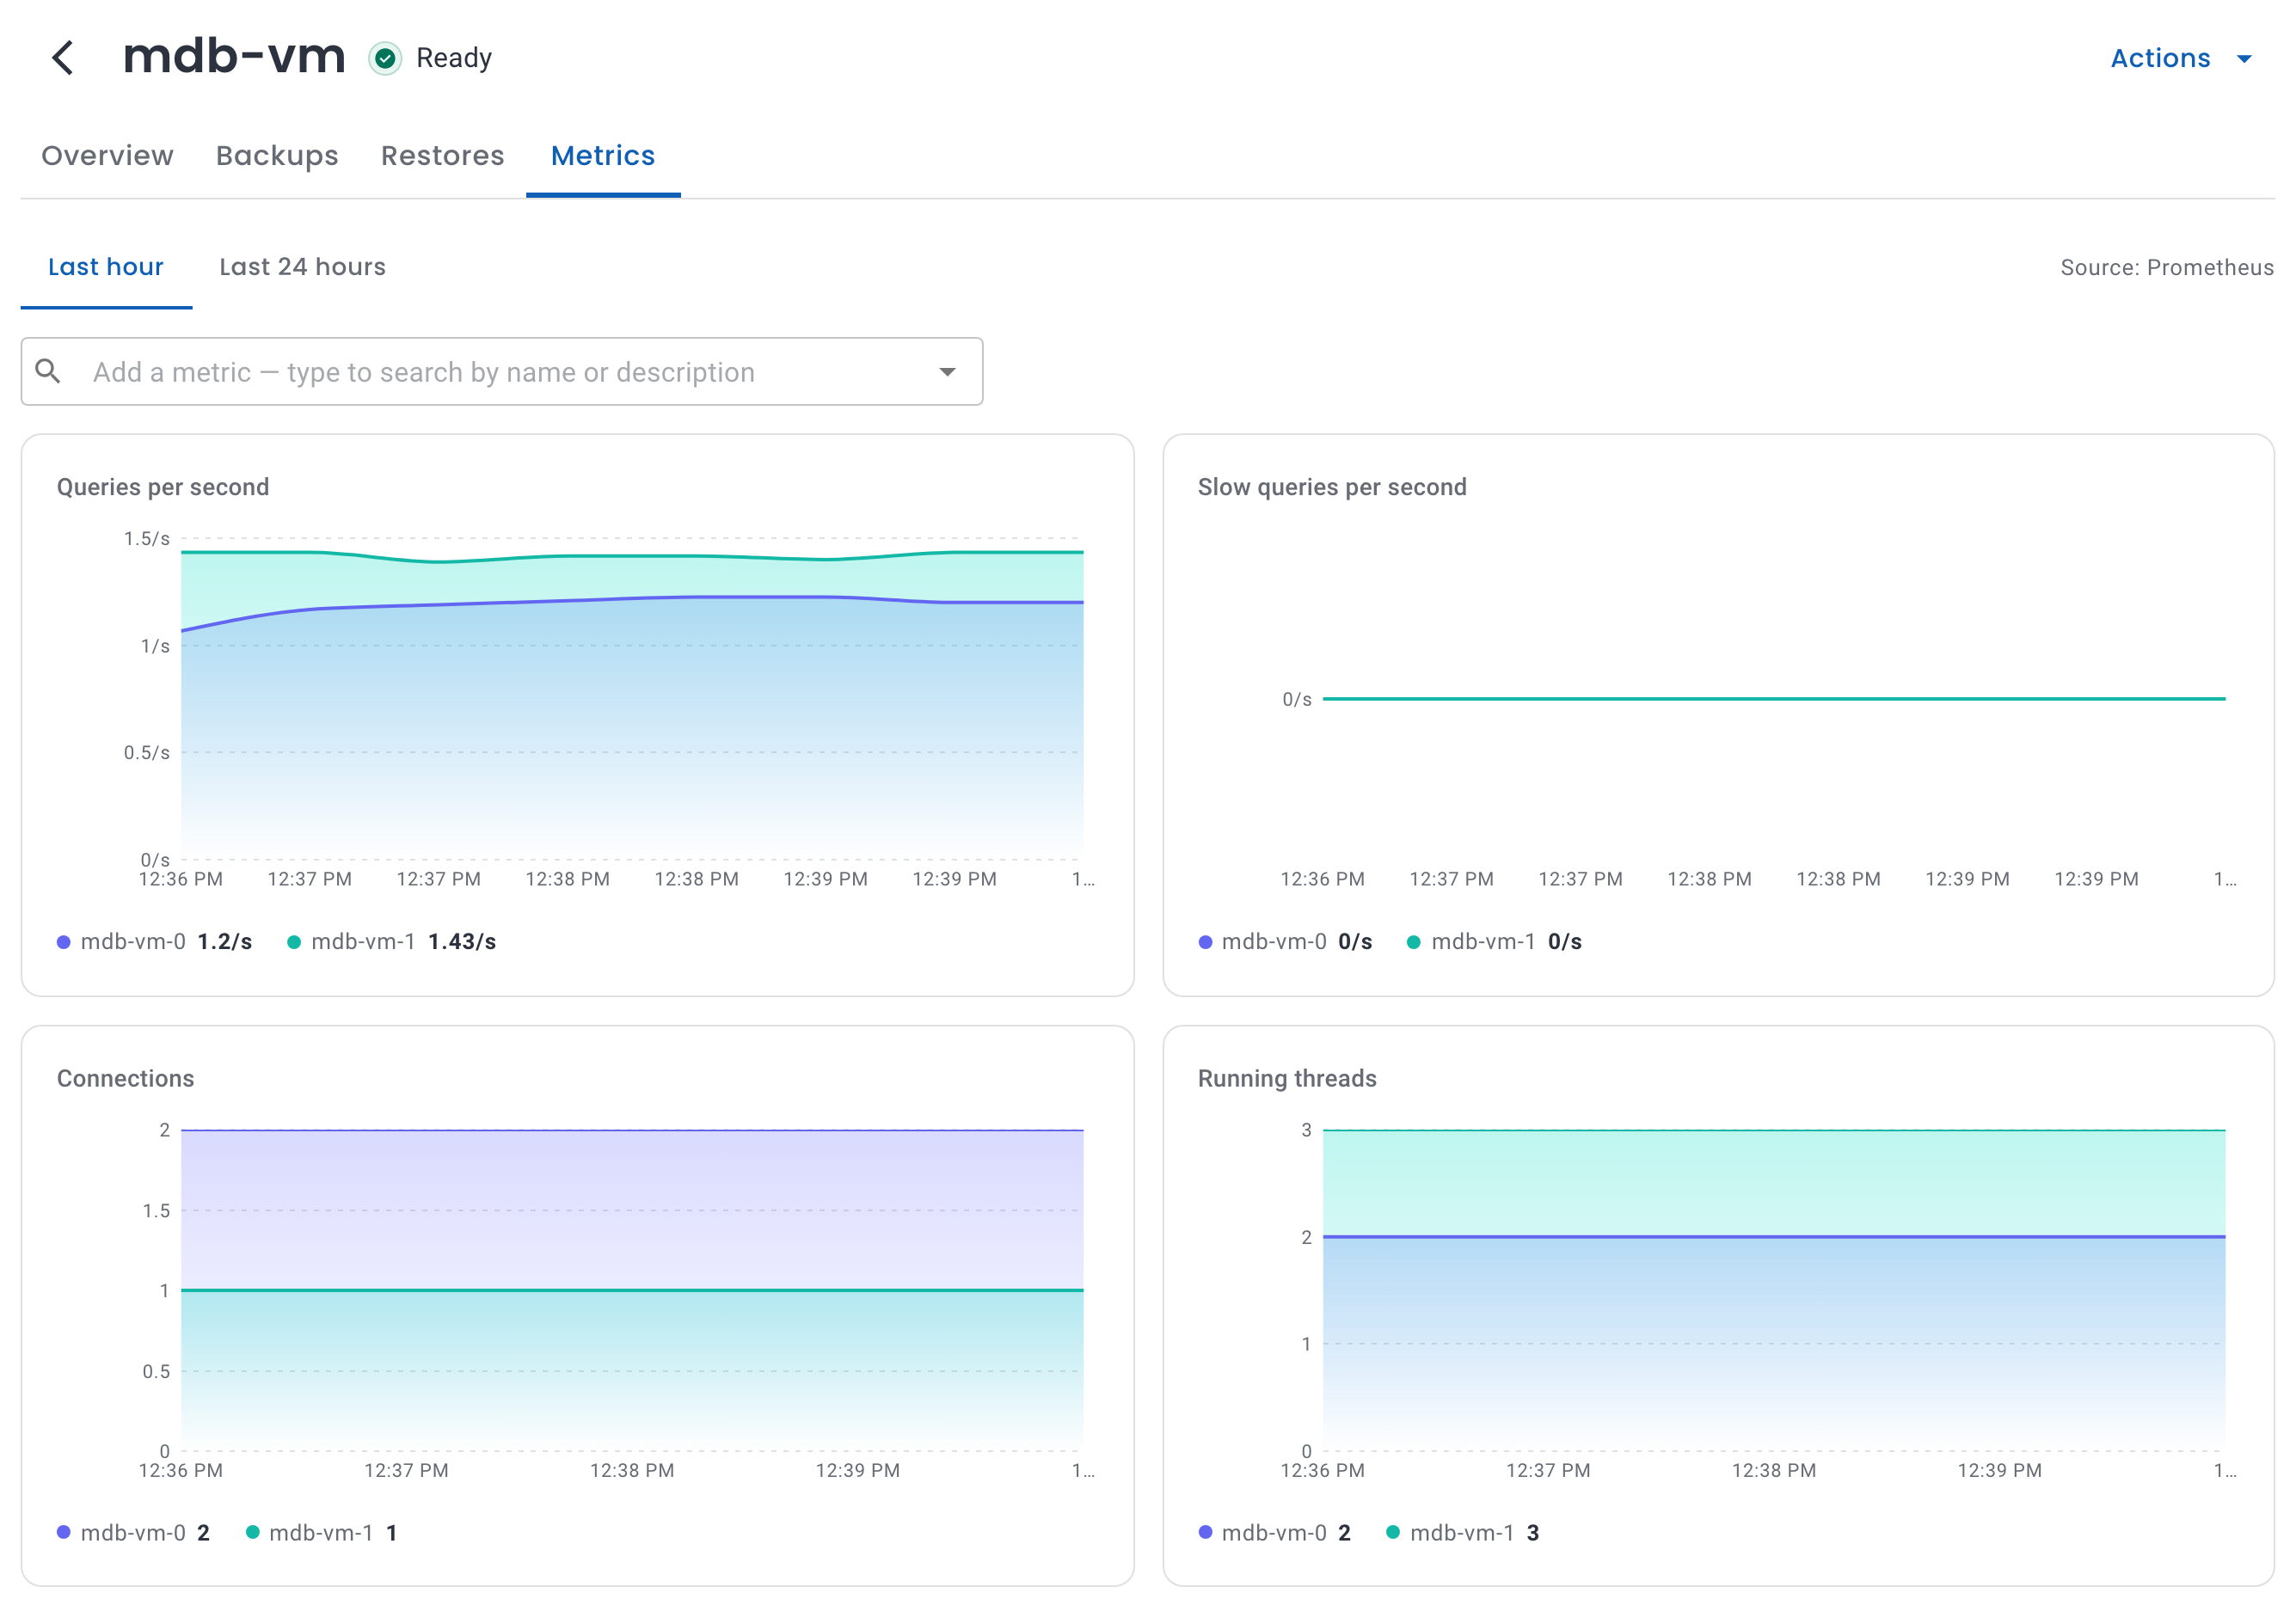 mdb-vm Ready Actions
Overview Backups Restores Metrics
Last hour Last 24 hours Source: Prometheus
Add a metric — type to search by name or description
Queries per second
1.5/s
1/s
0.5/s
0/s
12:36 PM 12:37 PM 12:37 PM 12:38 PM 12:38 PM 12:39 PM 12:39 PM 1...
mdb-vm-0 1.2/s mdb-vm-1 1.43/s
Slow queries per second
0/s
12:36 PM 12:37 PM 12:37 PM 12:38 PM 12:38 PM 12:39 PM 12:39 PM 1...
mdb-vm-0 0/s mdb-vm-1 0/s
Connections
2
1.5
1
0.5
0
12:36 PM 12:37 PM 12:38 PM 12:39 PM 1...
mdb-vm-0 2 mdb-vm-1 1
Running threads
3
2
1
0
12:36 PM 12:37 PM 12:38 PM 12:39 PM 1...
mdb-vm-0 2 mdb-vm-1 3